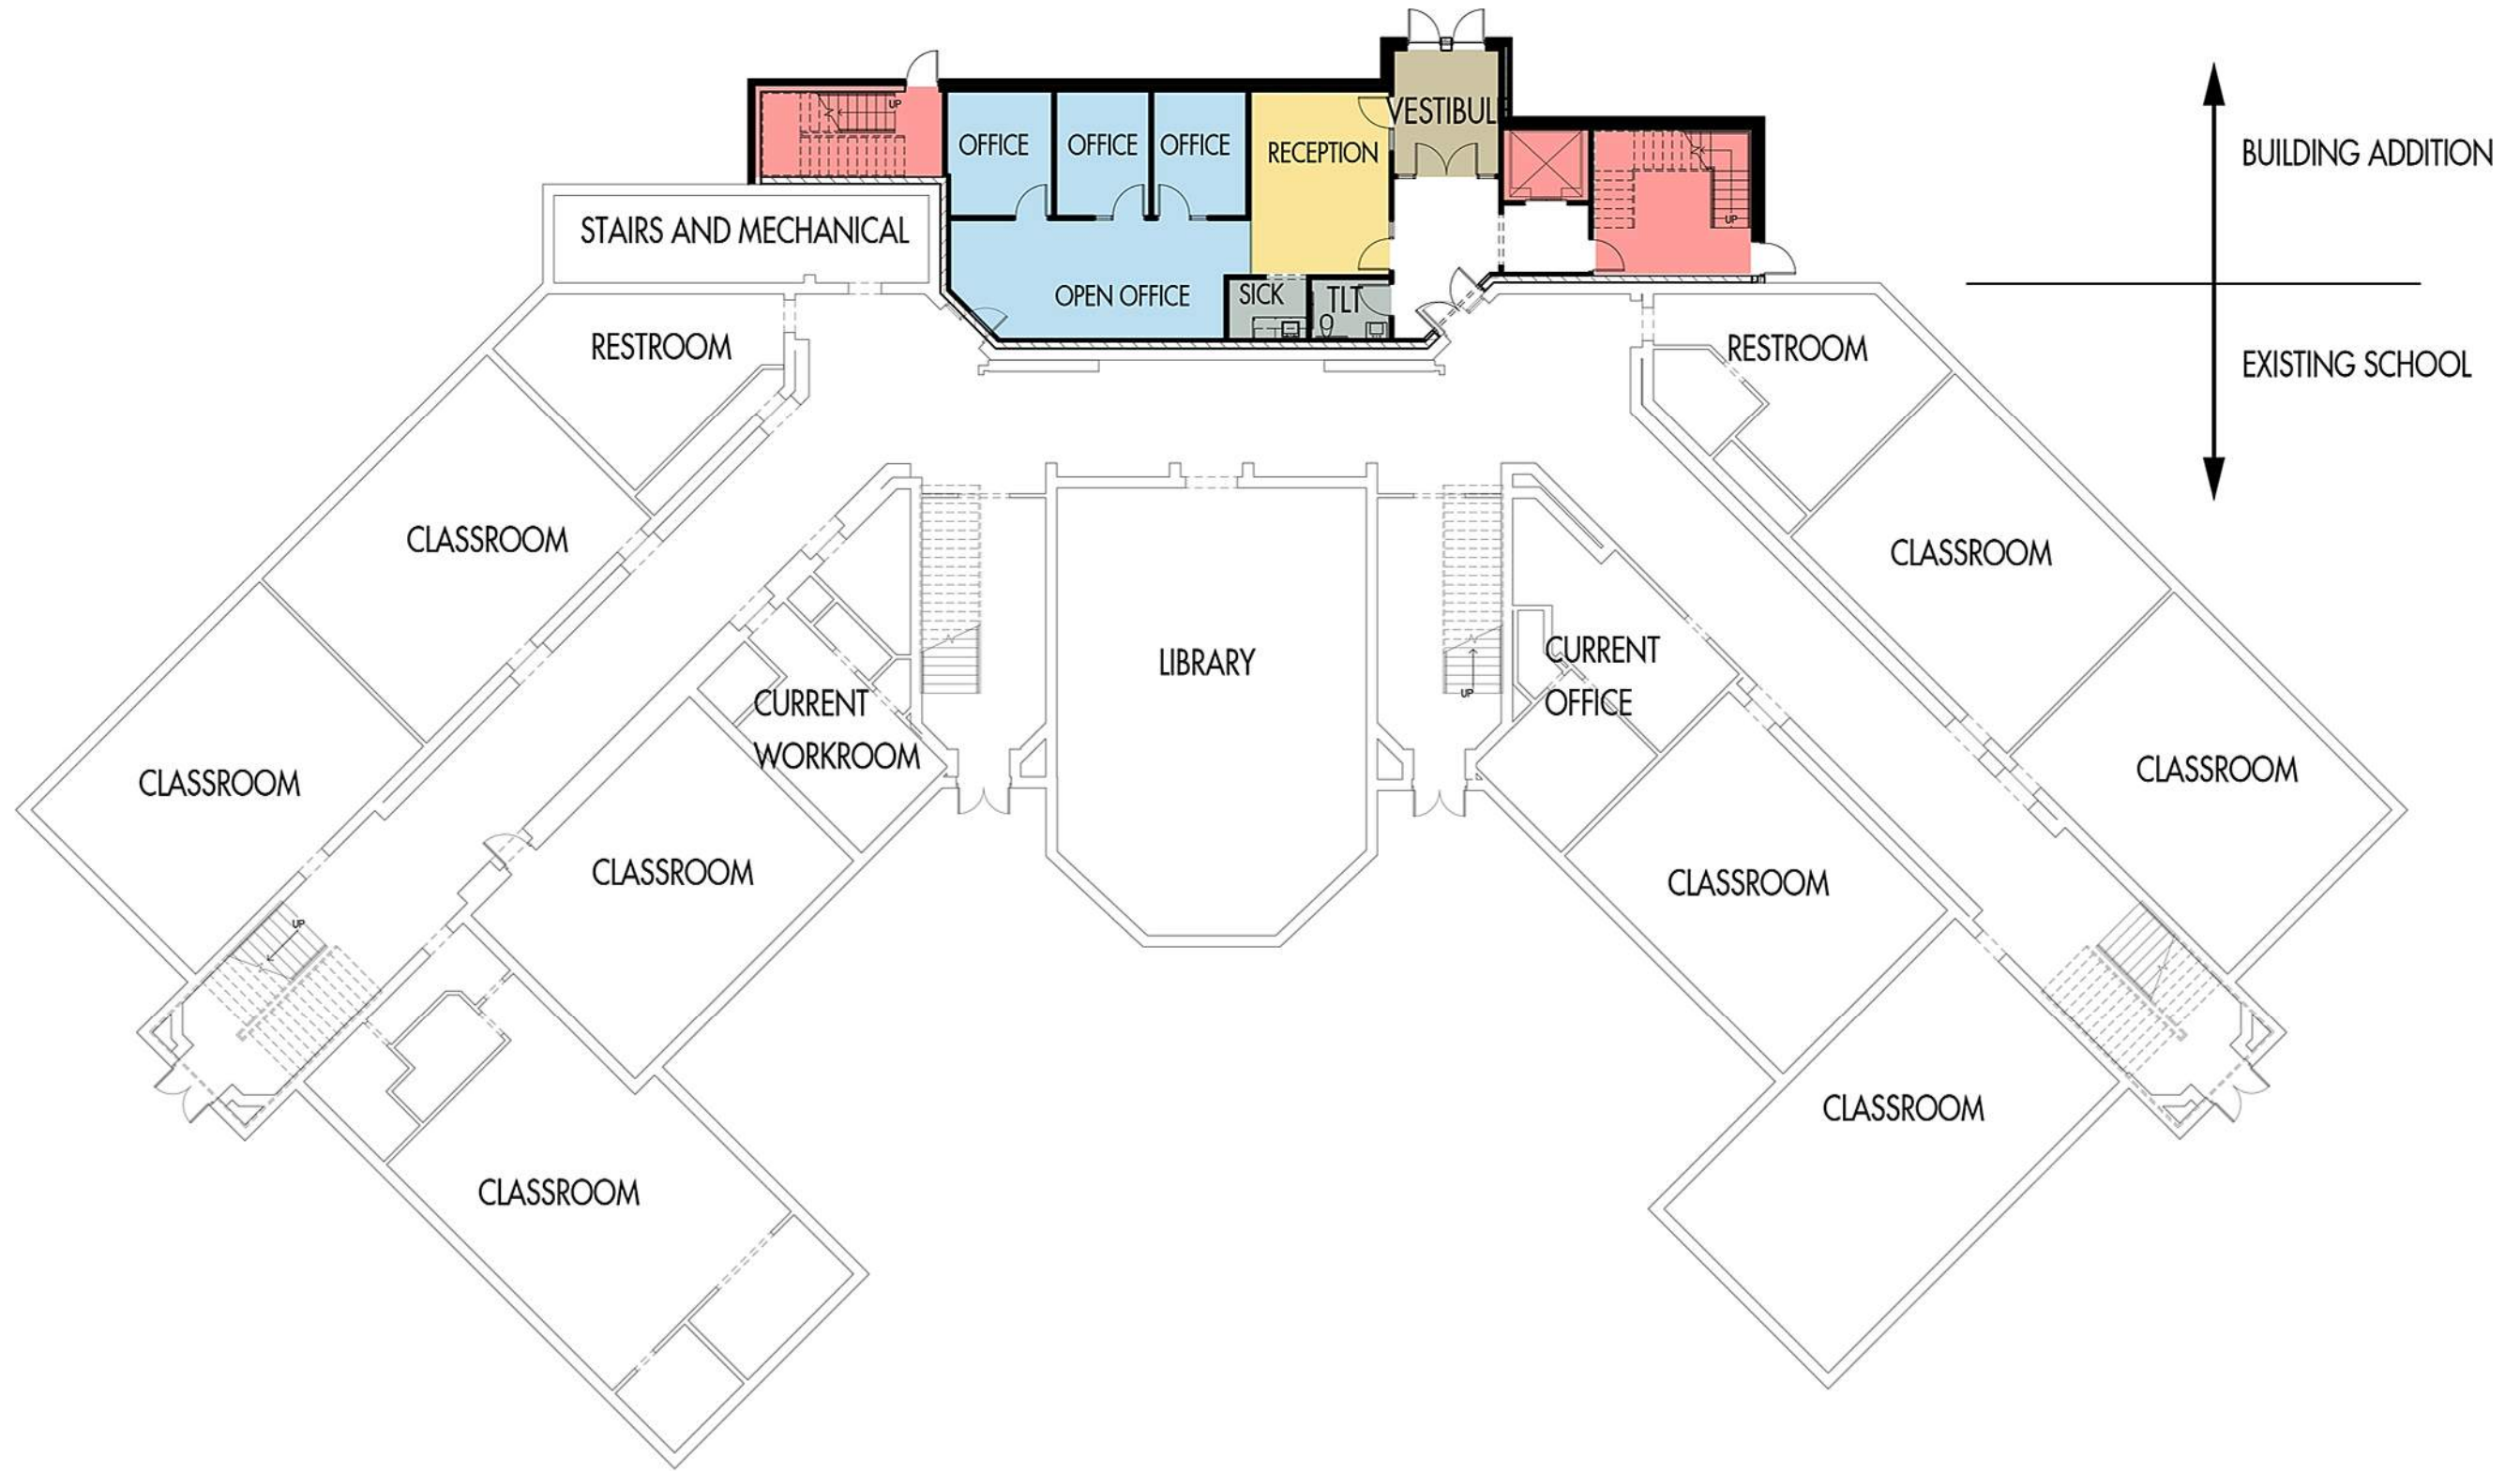 VESTIBUL
UP
OFFICE
OFFICE
OFFICE
RECEPTION
BUILDING ADDITION
UP
STAIRS AND MECHANICAL
OPEN OFFICE
SICK
TLT
RESTROOM
RESTROOM
EXISTING SCHOOL
CLASSROOM
CLASSROOM
LIBRARY
CURRENT
OFFICE
UP
CURRENT
WORKROOM
CLASSROOM
CLASSROOM
CLASSROOM
CLASSROOM
UP
CLASSROOM
CLASSROOM